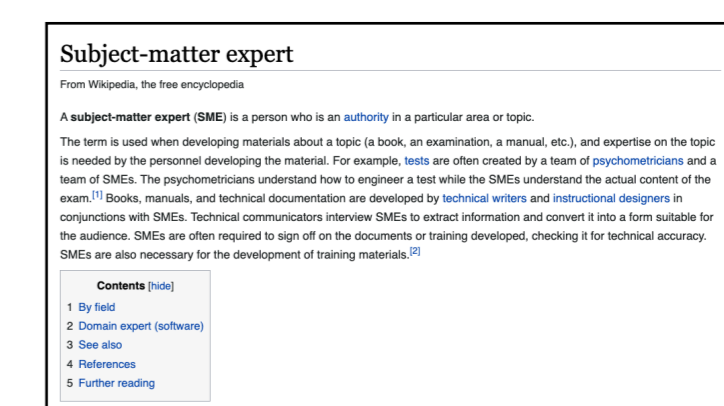 Subject-matter expert
From Wikipedia, the free encyclopedia
A subject-matter expert (SME) is a person who is an authority in a particular area or topic.
The term is used when developing materials about a topic (a book, an examination, a manual, etc.), and expertise on the topic
is needed by the personnel developing the material. For example, tests are often created by a team of psychometricians and a
team of SMEs. The psychometricians understand how to engineer a test while the SMEs understand the actual content of the
exam.[1] Books, manuals, and technical documentation are developed by technical writers and instructional designers in
conjunctions with SMEs. Technical communicators interview SMEs to extract information and convert it into a form suitable for
the audience. SMEs are often required to sign off on the documents or training developed, checking it for technical accuracy.
SMEs are also necessary for the development of training materials.[2]
Contents [hide]
1 By field
2 Domain expert (software)
3 See also
4 References
5 Further reading